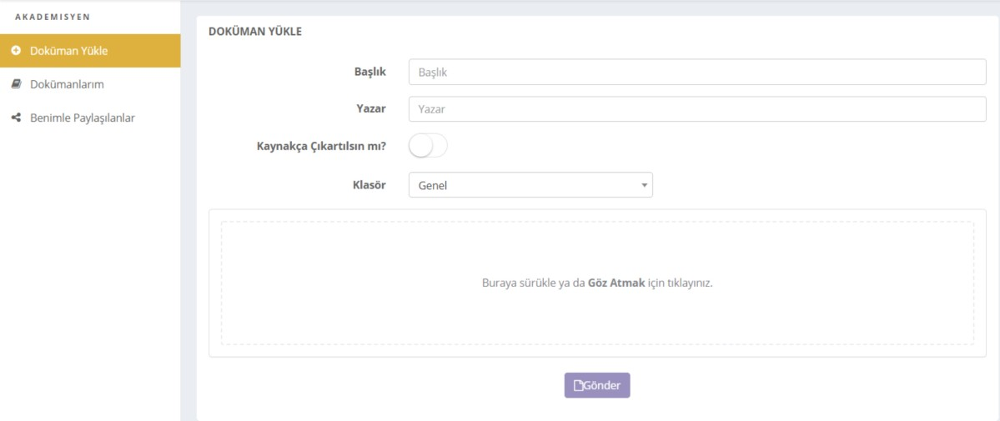 AKADEMISYEN
Doküman Yükle
Dokümanlarım
Benimle Paylaşılanlar
DOKÜMAN YÜKLE
Başlık Başlık
Yazar Yazar
Kaynakça Çıkartılsın mı?
Klasör Genel
Buraya sürükle ya da Göz Atmak için tıklayınız.
Gönder